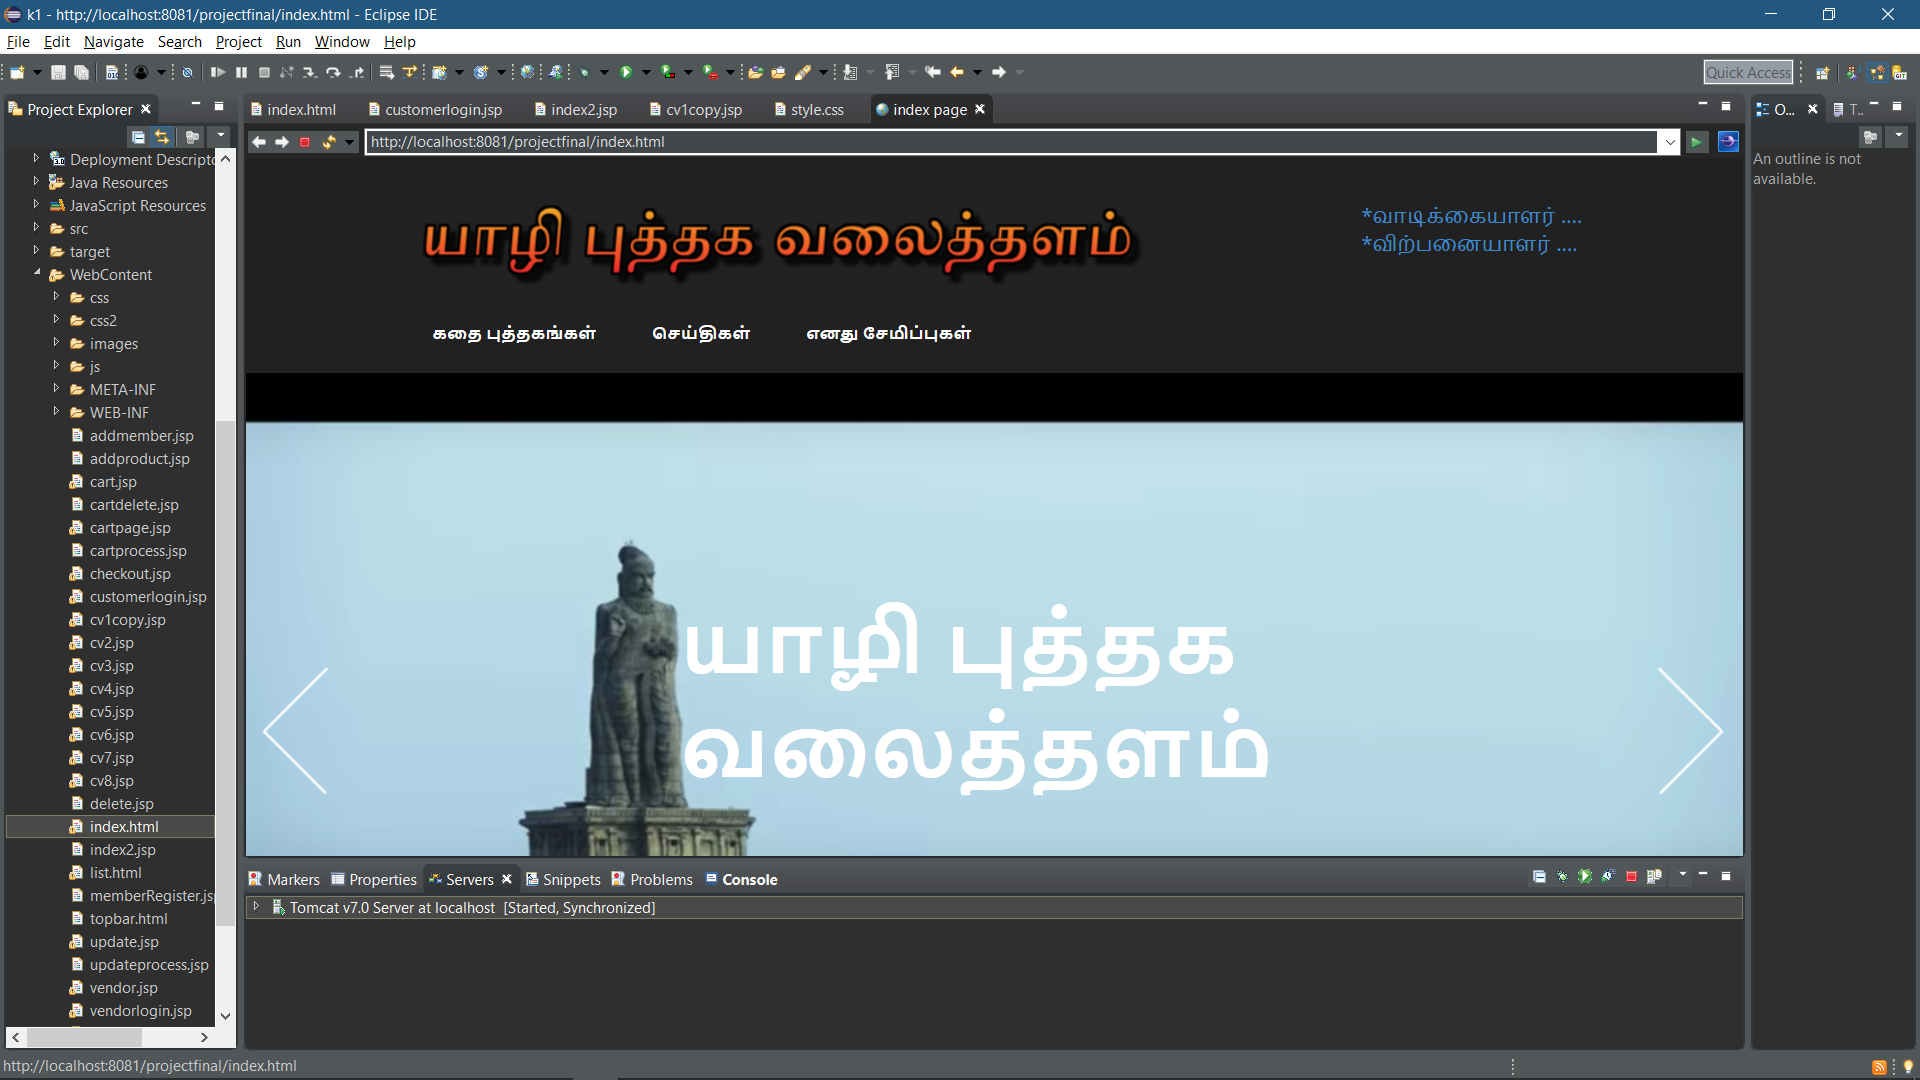 k1 - http://localhost:8081/projectfinal/index.html - Eclipse IDE
File Edit Navigate Search Project Run Window Help
Quick Access
Project Explorer
index.html customerlogin.jsp index2.jsp cv1copy.jsp style.css index page
O... T..
http://localhost:8081/projectfinal/index.html
An outline is not
available.
Deployment Descripto
Java Resources
JavaScript Resources
src
target
WebContent
css
css2
images
js
META-INF
WEB-INF
addmember.jsp
addproduct.jsp
cart.jsp
cartdelete.jsp
cartpage.jsp
cartprocess.jsp
checkout.jsp
customerlogin.jsp
cv1copy.jsp
cv2.jsp
cv3.jsp
cv4.jsp
cv5.jsp
cv6.jsp
cv7.jsp
cv8.jsp
delete.jsp
index.html
index2.jsp
list.html
memberRegister.jsp
topbar.html
update.jsp
updateprocess.jsp
vendor.jsp
vendorlogin.jsp
யாழி புத்தக வலைத்தளம்
*வாடிக்கையாளர் ....
*விற்பனையாளர் ....
கதை புத்தகங்கள் செய்திகள் எனது சேமிப்புகள்
யாழி புத்தக
வலைத்தளம்
Markers Properties Servers Snippets Problems Console
Tomcat v7.0 Server at localhost [Started, Synchronized]
http://localhost:8081/projectfinal/index.html